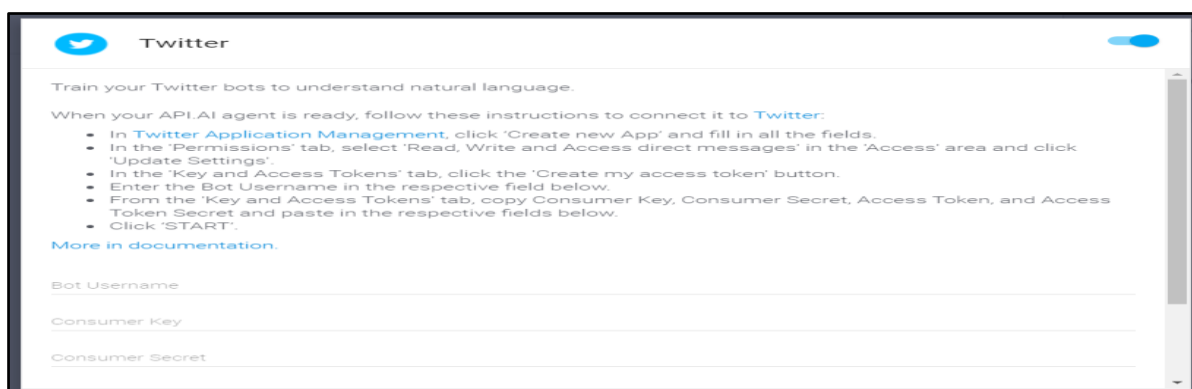 Twitter
Train your Twitter bots to understand natural language.
When your API.AI agent is ready, follow these instructions to connect it to Twitter:
• In Twitter Application Management, click 'Create new App' and fill in all the fields.
• In the 'Permissions' tab, select 'Read, Write and Access direct messages' in the 'Access' area and click
'Update Settings'.
• In the 'Key and Access Tokens' tab, click the 'Create my access token' button.
• Enter the Bot Username in the respective field below.
• From the 'Key and Access Tokens' tab, copy Consumer Key, Consumer Secret, Access Token, and Access
Token Secret and paste in the respective fields below.
• Click 'START'.
More in documentation.
Bot Username
Consumer Key
Consumer Secret